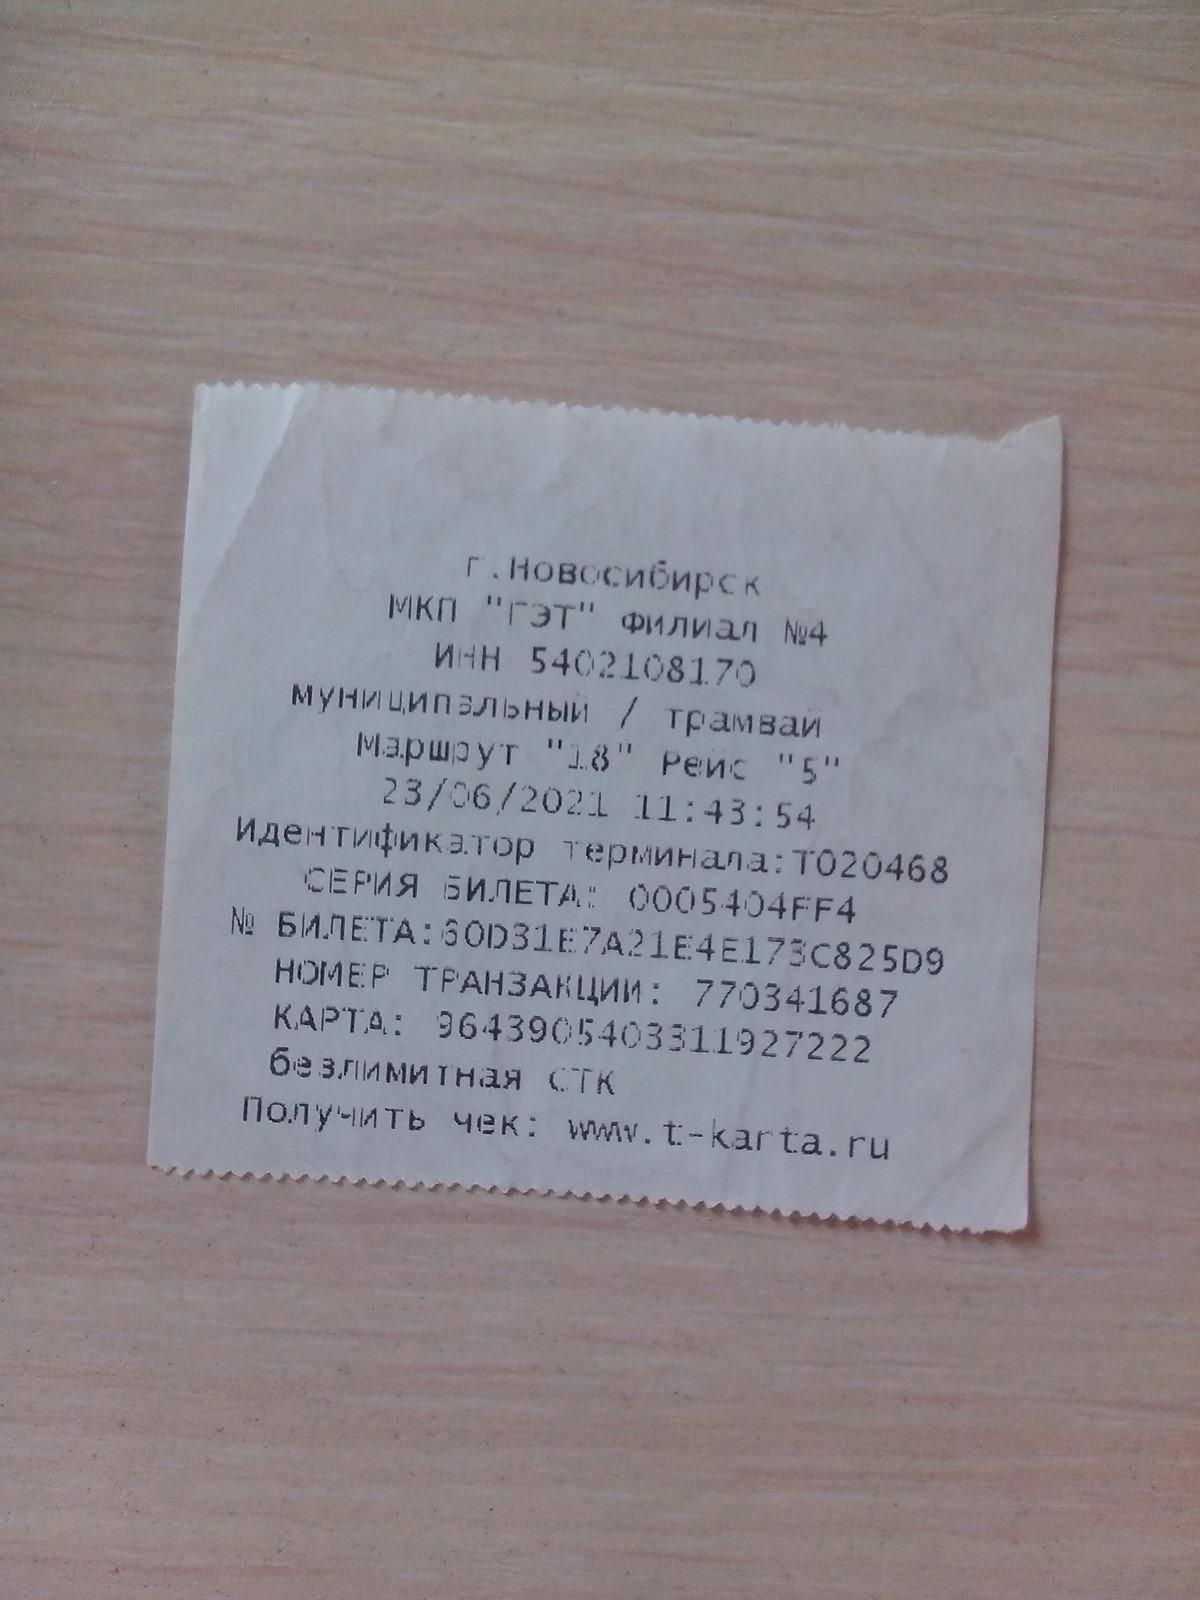 г.Новосибирск
МКП "ГЭТ" Филиал №4
ИНН 5402108170
муниципальный / трамвай
Маршрут "18" Рейс "5"
23/06/2021 11:43:54
Идентификатор терминала:Т020468
СЕРИЯ БИЛЕТА: 0005404FF4
№ БИЛЕТА:60D31E7A21E4E173C825D9
НОМЕР ТРАНЗАКЦИИ: 770341687
КАРТА: 9643905403311927222
безлимитная СТК
Получить чек: www.t-karta.ru